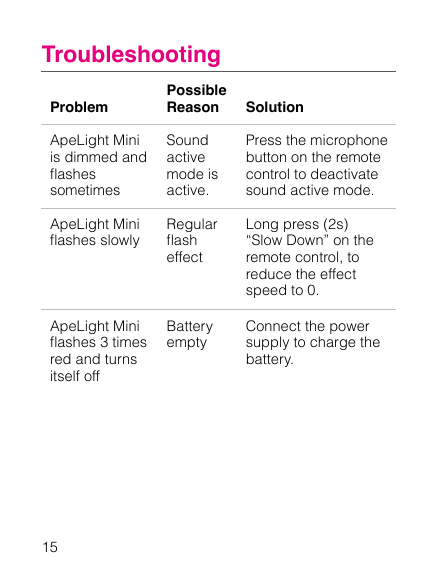 Troubleshooting
Possible
Problem Reason Solution
ApeLight Mini Sound Press the microphone
is dimmed and active button on the remote
flashes mode is control to deactivate
sometimes active. sound active mode.
ApeLight Mini Regular Long press (2s)
flashes slowly flash “Slow Down” on the
effect remote control, to
reduce the effect
speed to 0.
ApeLight Mini Battery Connect the power
flashes 3 times empty supply to charge the
red and turns battery.
itself off
15